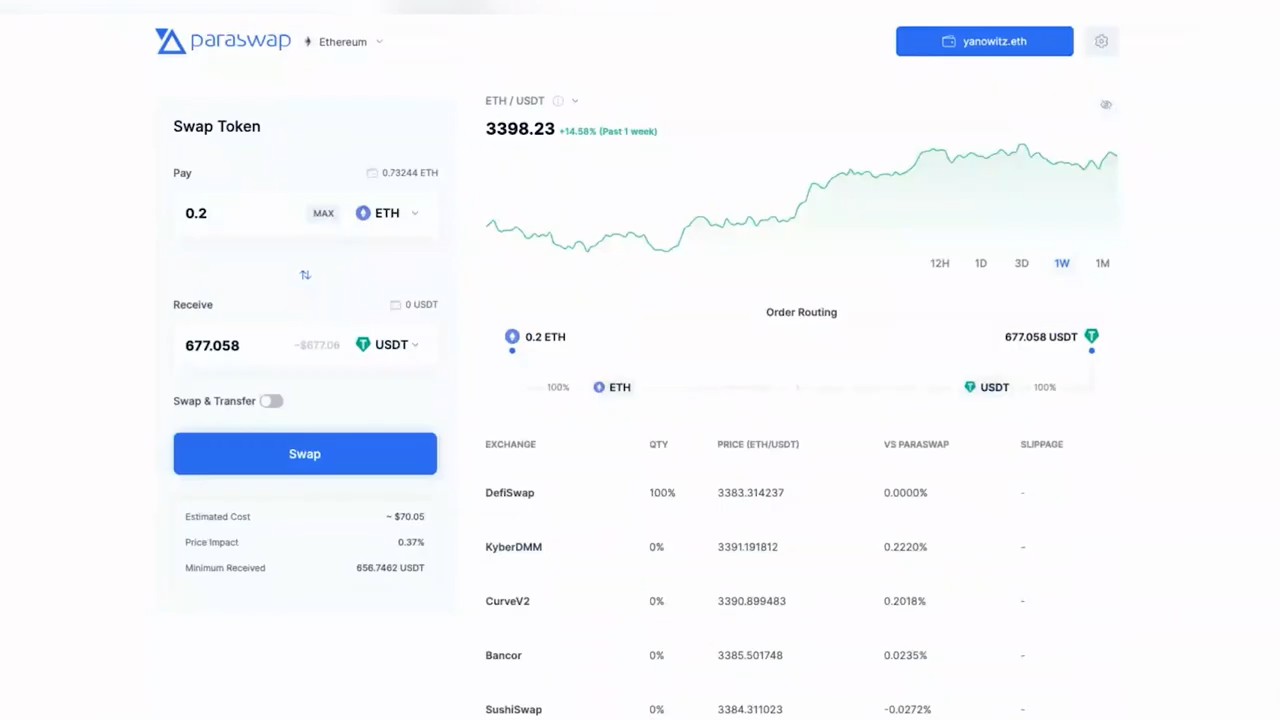 paraswap
Ethereum
yanowitz.eth
Swap Token
Pay
0.73244 ETH
0.2
MAX
ETH
Receive
0 USDT
677.058
~$677.06
USDT
Swap & Transfer
Swap
Estimated Cost
~ $70.05
Price Impact
0.37%
Minimum Received
656.7462 USDT
ETH / USDT
3398.23 +14.58% (Past 1 week)
12H 1D 3D 1W 1M
Order Routing
0.2 ETH
677.058 USDT
100% ETH USDT 100%
EXCHANGE QTY PRICE (ETH/USDT) VS PARASWAP SLIPPAGE
DefiSwap 100% 3383.314237 0.0000% -
KyberDMM 0% 3391.191812 0.2220% -
CurveV2 0% 3390.899483 0.2018% -
Bancor 0% 3385.501748 0.0235% -
SushiSwap 0% 3384.311023 -0.0272% -